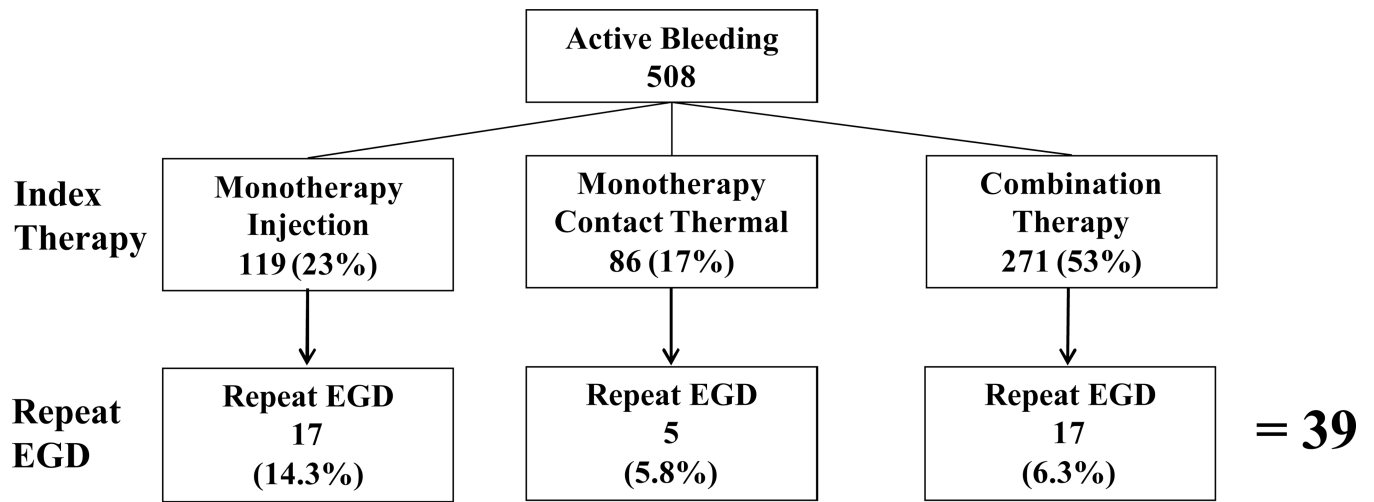 Active Bleeding
508
Index
Therapy
Monotherapy
Injection
119 (23%)
Monotherapy
Contact Thermal
86 (17%)
Combination
Therapy
271 (53%)
Repeat
EGD
Repeat EGD
17
(14.3%)
Repeat EGD
5
(5.8%)
Repeat EGD
17
(6.3%)
= 39